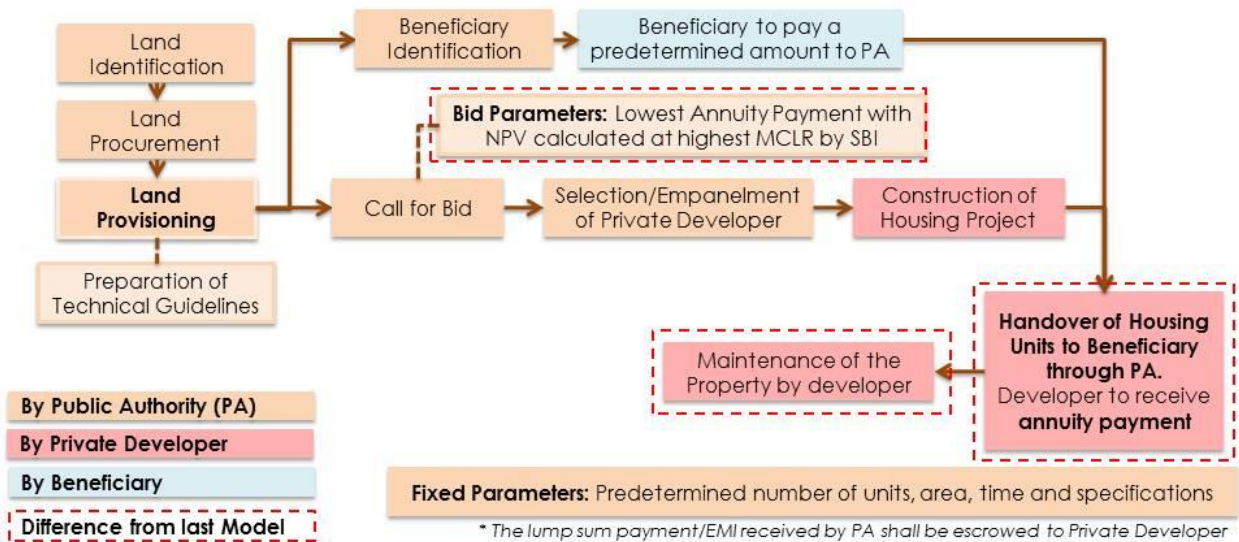 Land
Identification
Land
Procurement
Land
Provisioning
Preparation of
Technical Guidelines
Beneficiary
Identification
Beneficiary to pay a
predetermined amount to PA
Bid Parameters: Lowest Annuity Payment with
NPV calculated at highest MCLR by SBI
Call for Bid
Selection/Empanelment
of Private Developer
Construction of
Housing Project
Handover of Housing
Units to Beneficiary
through PA.
Developer to receive
annuity payment
Maintenance of the
Property by developer
By Public Authority (PA)
By Private Developer
By Beneficiary
Difference from last Model
Fixed Parameters: Predetermined number of units, area, time and specifications
* The lump sum payment/EMI received by PA shall be escrowed to Private Developer